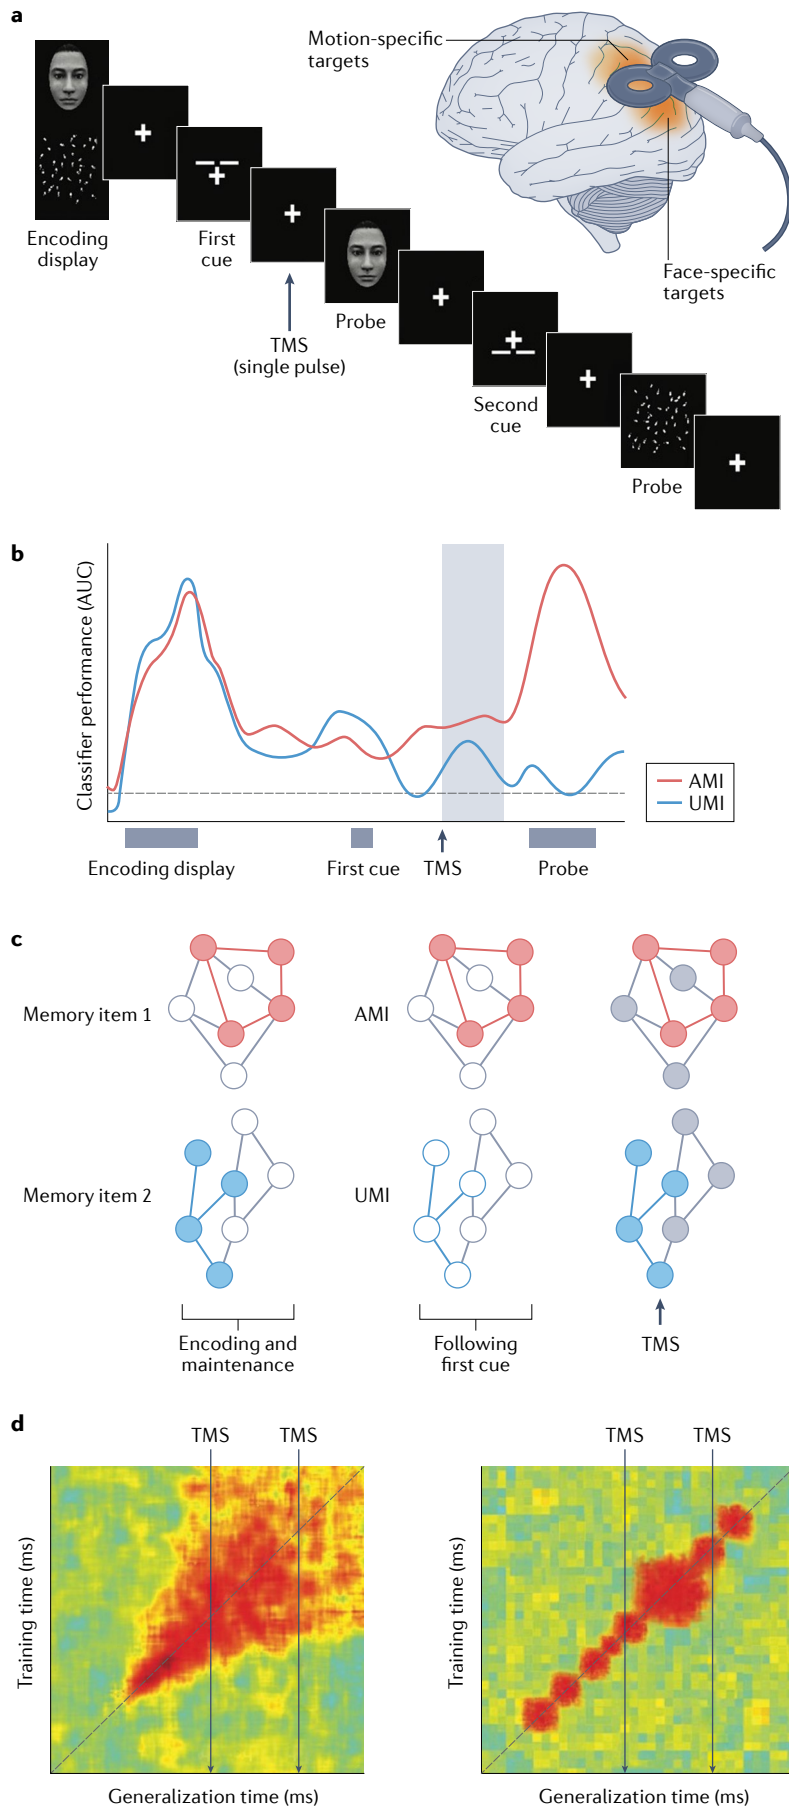 a
Motion-specific
targets
Encoding
display
First
cue
TMS
(single pulse)
Probe
Face-specific
targets
Second
cue
Probe
b
Classifier performance (AUC)
AMI
UMI
Encoding display
First cue
TMS
Probe
c
Memory item 1
AMI
Memory item 2
UMI
Encoding and
maintenance
Following
first cue
TMS
d
TMS
TMS
TMS
TMS
Training time (ms)
Training time (ms)
Generalization time (ms)
Generalization time (ms)